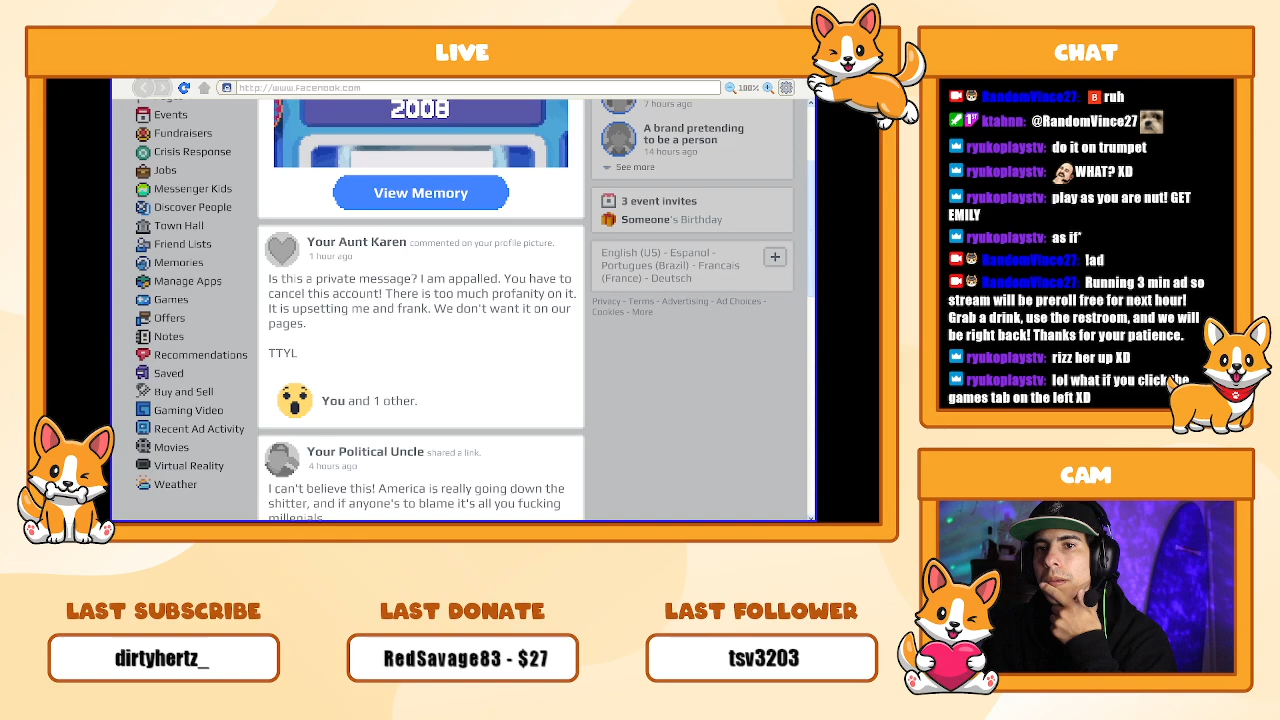 LIVE
http://www.FaceNook.com
100%
Events
Fundraisers
Crisis Response
Jobs
Messenger Kids
Discover People
Town Hall
Friend Lists
Memories
Manage Apps
Games
Offers
Notes
Recommendations
Saved
Buy and Sell
Gaming Video
Recent Ad Activity
Movies
Virtual Reality
Weather
2008
View Memory
Your Aunt Karen commented on your profile picture.
1 hour ago
Is this a private message? I am appalled. You have to
cancel this account! There is too much profanity on it.
It is upsetting me and frank. We don't want it on our
pages.
TTYL
You and 1 other.
Your Political Uncle shared a link.
4 hours ago
I can't believe this! America is really going down the
shitter, and if anyone's to blame it's all you fucking
millenials
7 hours ago
A brand pretending
to be a person
14 hours ago
See more
3 event invites
Someone's Birthday
English (US) - Espanol -
Portugues (Brazil) - Francais
(France) - Deutsch
Privacy - Terms - Advertising - Ad Choices -
Cookies - More
CHAT
RandomVince27: B ruh
ktahnn: @RandomVince27
ryukoplaystv: do it on trumpet
ryukoplaystv: WHAT? XD
ryukoplaystv: play as you are nut! GET
EMILY
ryukoplaystv: as if*
RandomVince27: !ad
RandomVince27: Running 3 min ad so
stream will be preroll free for next hour!
Grab a drink, use the restroom, and we will
be right back! Thanks for your patience.
ryukoplaystv: rizz her up XD
ryukoplaystv: lol what if you click the
games tab on the left XD
CAM
LAST SUBSCRIBE
dirtyhertz_
LAST DONATE
RedSavage83 - $27
LAST FOLLOWER
tsv3203